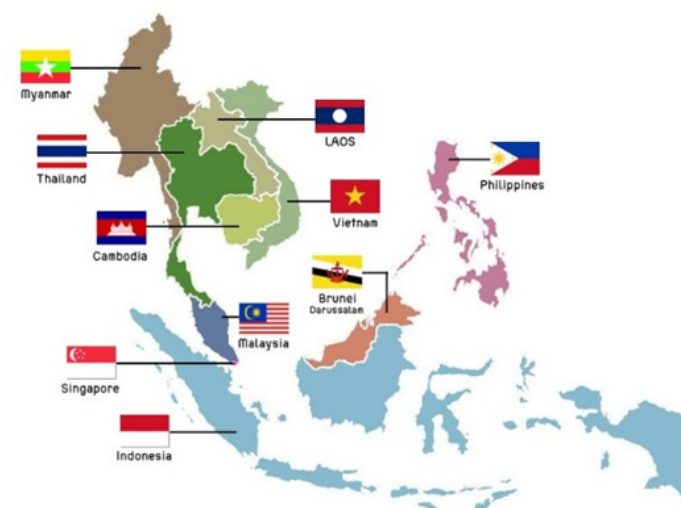 Myanmar
LAOS
Thailand
Philippines
Vietnam
Cambodia
Brunei
Darussalam
Malaysia
Singapore
Indonesia